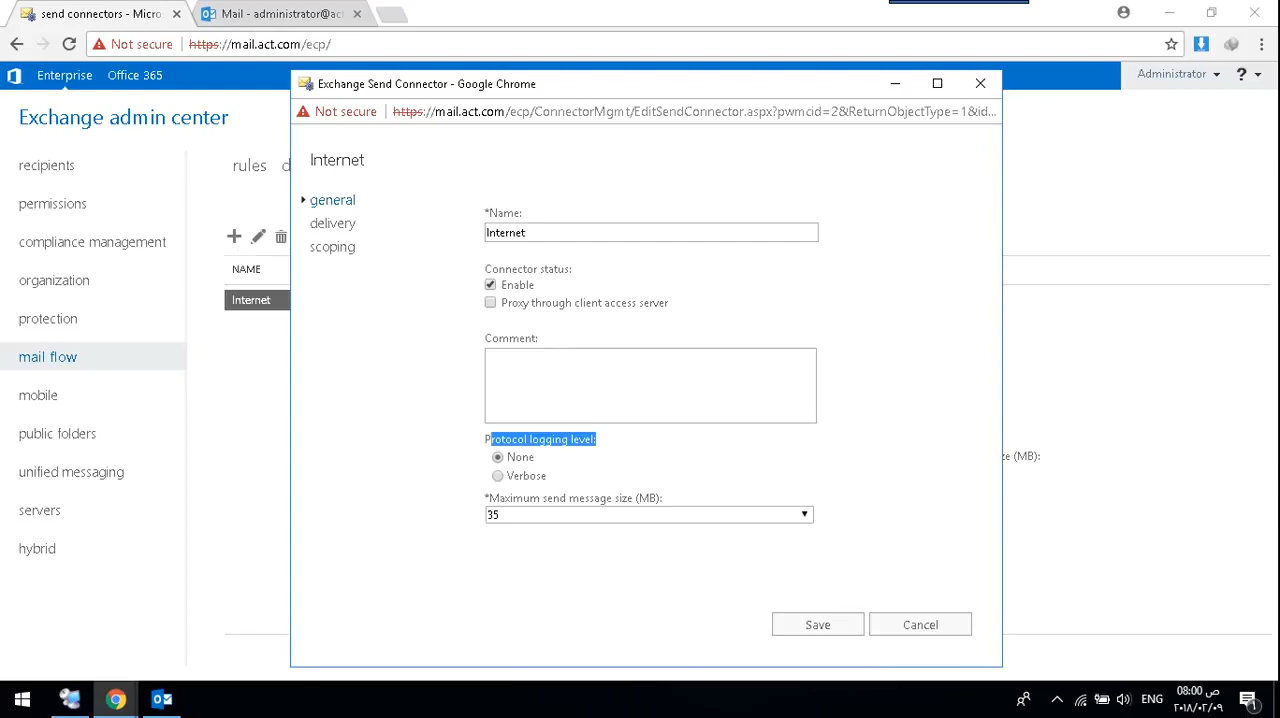 send connectors - Micro
Mail - administrator@act
Not secure
https://mail.act.com/ecp/
Enterprise
Office 365
Administrator
?
Exchange admin center
recipients
permissions
compliance management
organization
protection
mail flow
mobile
public folders
unified messaging
servers
hybrid
rules
NAME
Internet
Exchange Send Connector - Google Chrome
Not secure
https://mail.act.com/ecp/ConnectorMgmt/EditSendConnector.aspx?pwmcid=2&ReturnObjectType=1&id...
Internet
general
delivery
scoping
*Name:
Internet
Connector status:
Enable
Proxy through client access server
Comment:
Protocol logging level:
None
Verbose
*Maximum send message size (MB):
35
Save
Cancel
ze (MB):
ENG
08:00 ص
٢٠١٨/٠٢/٠٩
1